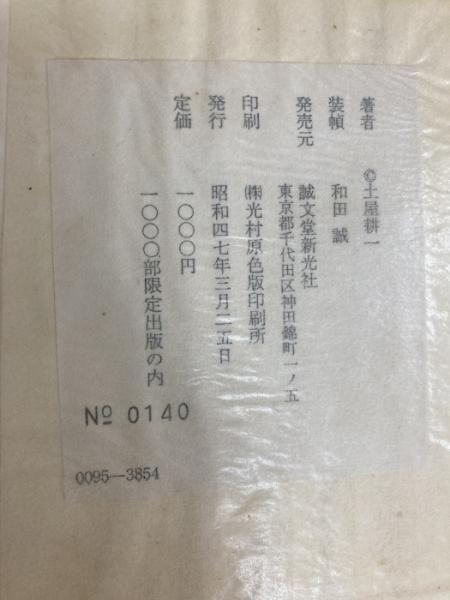 著者 ©土屋耕一
装幀 和田 誠
発売元 誠文堂新光社
東京都千代田区神田錦町一ノ五
印刷 ㈱光村原色版印刷所
発行 昭和四七年三月二五日
定価 一〇〇〇円
一〇〇〇部限定出版の内
№ 0140
0095—3854